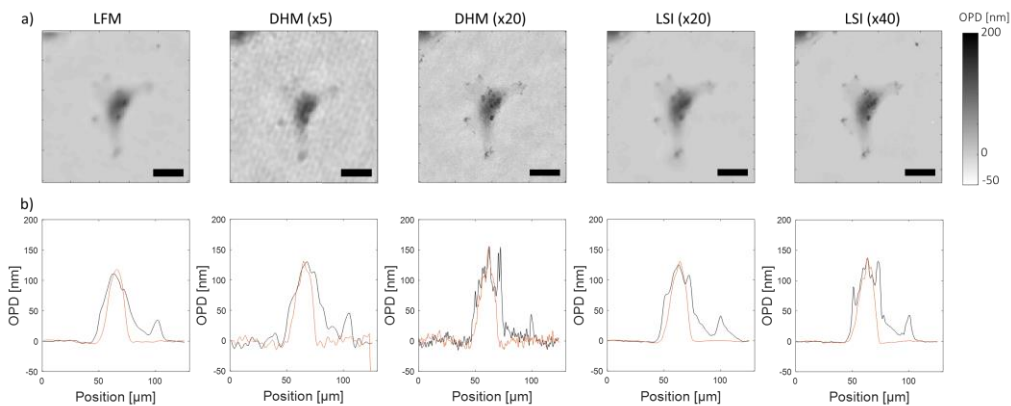 a) LFM DHM (x5) DHM (x20) LSI (x20) LSI (x40) OPD [nm]
200
0
-50
b)
200 200 200 200 200
150 150 150 150 150
100 100 100 100 100
50 50 50 50 50
0 0 0 0 0
-50 -50 -50 -50 -50
OPD [nm] OPD [nm] OPD [nm] OPD [nm] OPD [nm]
0 50 100 0 50 100 0 50 100 0 50 100 0 50 100
Position [µm] Position [µm] Position [µm] Position [µm] Position [µm]